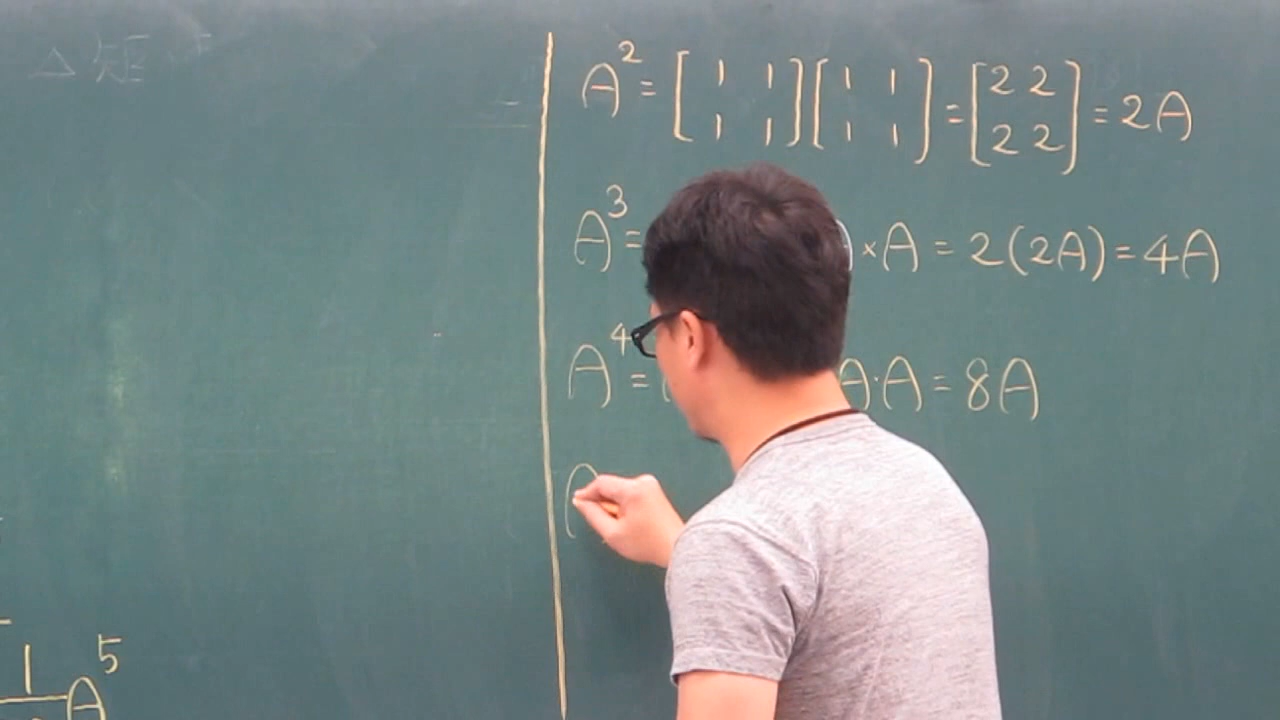 △ 矩
A² = [ 1 1 ] [ 1 1 ] = [ 2 2 ] = 2A
[ 1 1 ] [ 1 1 ] [ 2 2 ]
A³ = ) × A = 2(2A) = 4A
A⁴ = ( A · A = 8A
A
1 A⁵